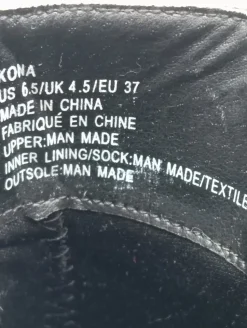 KONA
US 6.5/UK 4.5/EU 37
MADE IN CHINA
FABRIQUÉ EN CHINE
UPPER:MAN MADE
INNER LINING/SOCK:MAN MADE/TEXTILE
OUTSOLE:MAN MADE